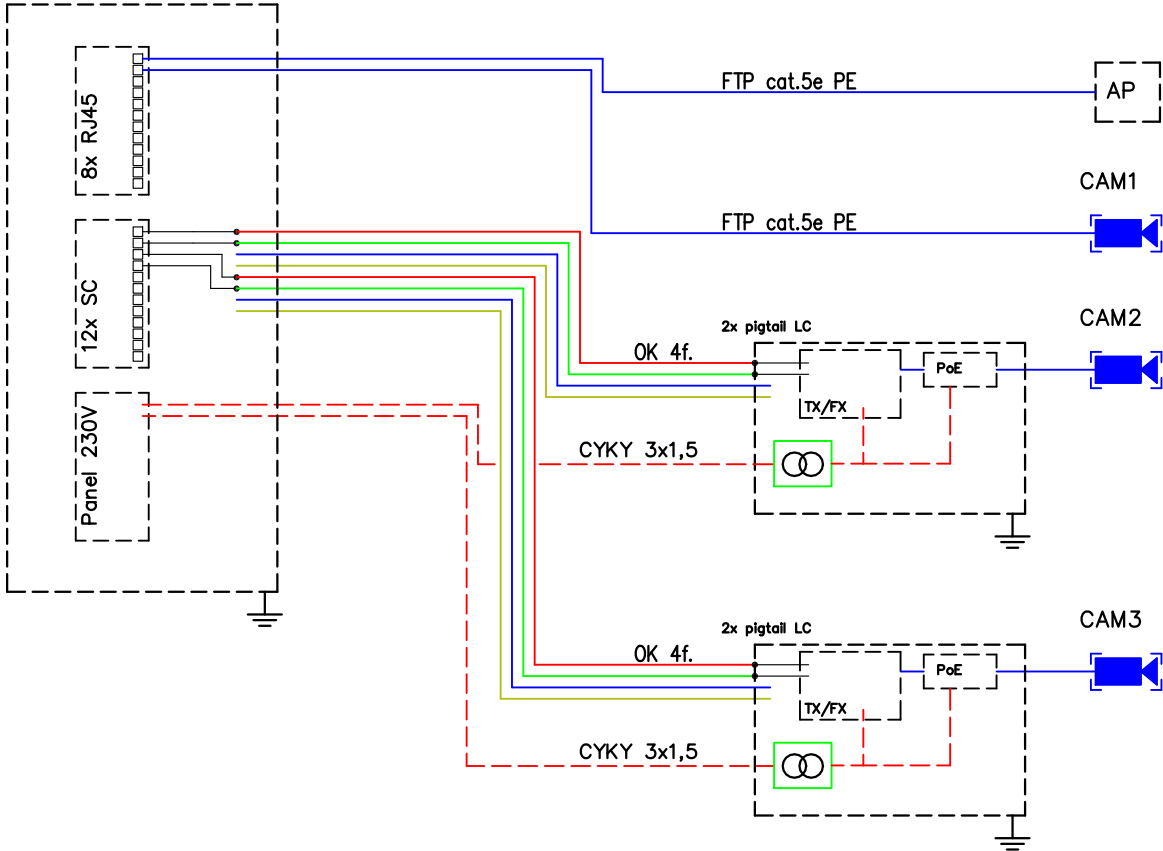 8x RJ45
12x SC
Panel 230V
FTP cat.5e PE
AP
CAM1
FTP cat.5e PE
CAM2
2x pigtail LC
OK 4f.
PoE
TX/FX
CYKY 3x1,5
CAM3
2x pigtail LC
OK 4f.
PoE
TX/FX
CYKY 3x1,5